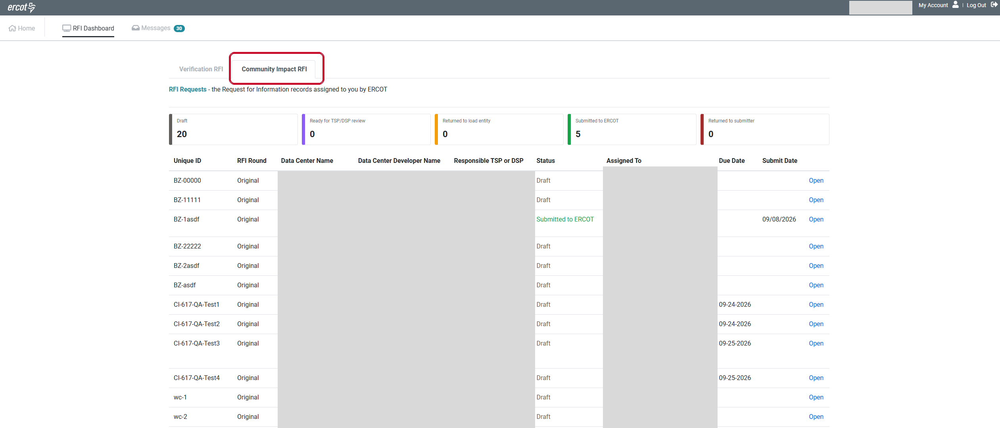 ercot My Account | Log Out
Home RFI Dashboard Messages 30
Verification RFI Community Impact RFI
RFI Requests - the Request for Information records assigned to you by ERCOT
Draft Ready for TSP/DSP review Returned to load entity Submitted to ERCOT Returned to submitter
20 0 0 5 0
Unique ID RFI Round Data Center Name Data Center Developer Name Responsible TSP or DSP Status Assigned To Due Date Submit Date
BZ-00000 Original Draft Open
BZ-11111 Original Draft Open
BZ-1asdf Original Submitted to ERCOT 09/08/2026 Open
BZ-22222 Original Draft Open
BZ-2asdf Original Draft Open
BZ-asdf Original Draft Open
CI-617-QA-Test1 Original Draft 09-24-2026 Open
CI-617-QA-Test2 Original Draft 09-24-2026 Open
CI-617-QA-Test3 Original Draft 09-25-2026 Open
CI-617-QA-Test4 Original Draft 09-25-2026 Open
wc-1 Original Draft Open
wc-2 Original Draft Open